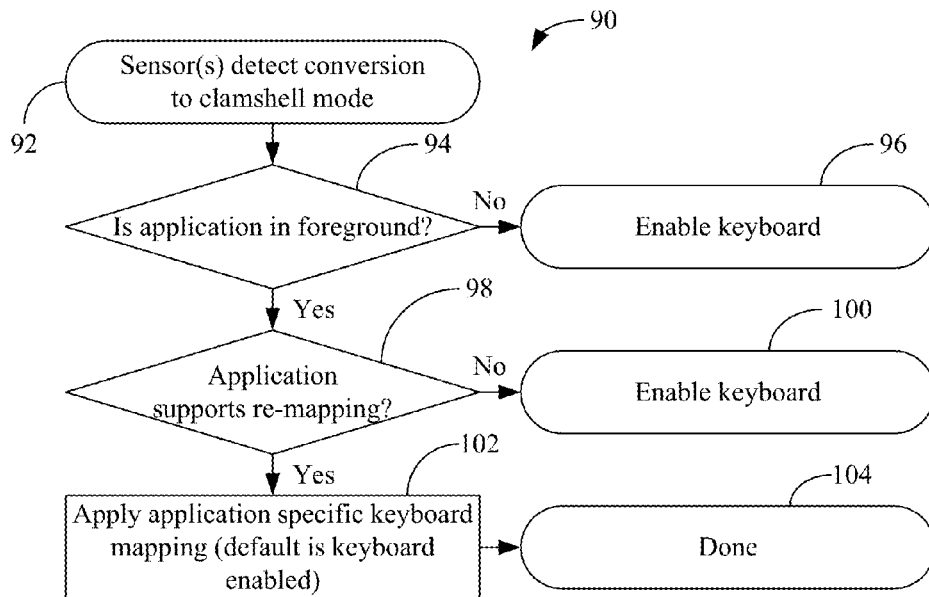 90
Sensor(s) detect conversion
to clamshell mode
92
94
Is application in foreground?
No
96
Enable keyboard
Yes
98
Application
supports re-mapping?
No
100
Enable keyboard
Yes
102
Apply application specific keyboard
mapping (default is keyboard
enabled)
104
Done